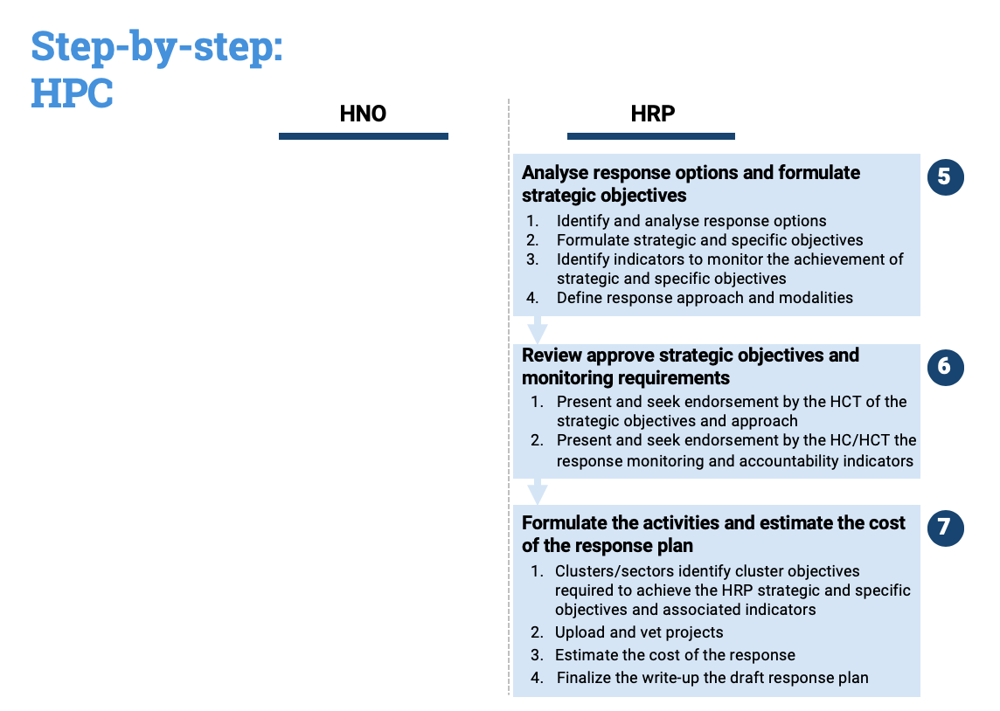 Step-by-step:
HPC
HNO
HRP
Analyse response options and formulate
strategic objectives
1. Identify and analyse response options
2. Formulate strategic and specific objectives
3. Identify indicators to monitor the achievement of
strategic and specific objectives
4. Define response approach and modalities
5
Review approve strategic objectives and
monitoring requirements
1. Present and seek endorsement by the HCT of the
strategic objectives and approach
2. Present and seek endorsement by the HC/HCT the
response monitoring and accountability indicators
6
Formulate the activities and estimate the cost
of the response plan
1. Clusters/sectors identify cluster objectives
required to achieve the HRP strategic and specific
objectives and associated indicators
2. Upload and vet projects
3. Estimate the cost of the response
4. Finalize the write-up the draft response plan
7